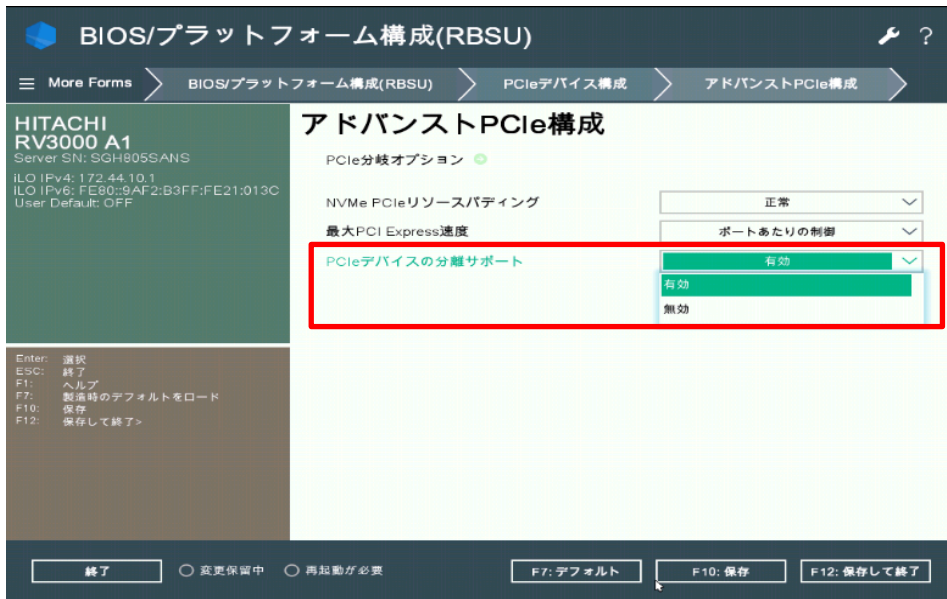 BIOS/プラットフォーム構成(RBSU)
?
More Forms
BIOS/プラットフォーム構成(RBSU)
PCIeデバイス構成
アドバンストPCIe構成
HITACHI
RV3000 A1
Server SN: SGH805SANS
iLO IPv4: 172.44.10.1
iLO IPv6: FE80::9AF2:B3FF:FE21:013C
User Default: OFF
アドバンストPCIe構成
PCIe分岐オプション
NVMe PCIeリソースパディング 正常
最大PCI Express速度 ポートあたりの制御
PCIeデバイスの分離サポート 有効
有効
無効
Enter: 選択
ESC: 終了
F1: ヘルプ
F7: 製造時のデフォルトをロード
F10: 保存
F12: 保存して終了>
終了
変更保留中
再起動が必要
F7: デフォルト
F10: 保存
F12: 保存して終了